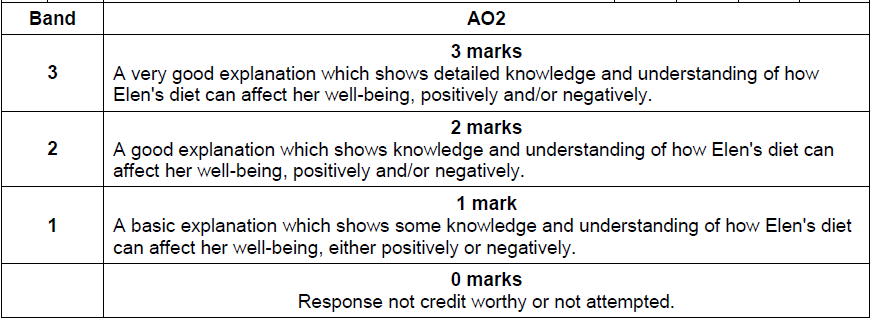 Band AO2
3 marks
3 A very good explanation which shows detailed knowledge and understanding of how
Elen's diet can affect her well-being, positively and/or negatively.
2 marks
2 A good explanation which shows knowledge and understanding of how Elen's diet can
affect her well-being, positively and/or negatively.
1 mark
1 A basic explanation which shows some knowledge and understanding of how Elen's diet
can affect her well-being, either positively or negatively.
0 marks
Response not credit worthy or not attempted.